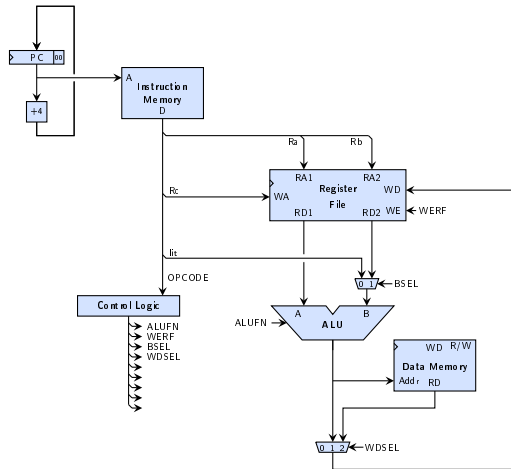 PC 00
A
Instruction
Memory
D
+4
Ra
Rb
RA1
RA2
Rc
WA
Register
File
WD
RD1
RD2
WE
WERF
lit
OPCODE
0 1
BSEL
Control Logic
A
B
ALUFN
ALU
ALUFN
WERF
BSEL
WDSEL
WD
R/W
Data Memory
Addr
RD
0 1 2
WDSEL